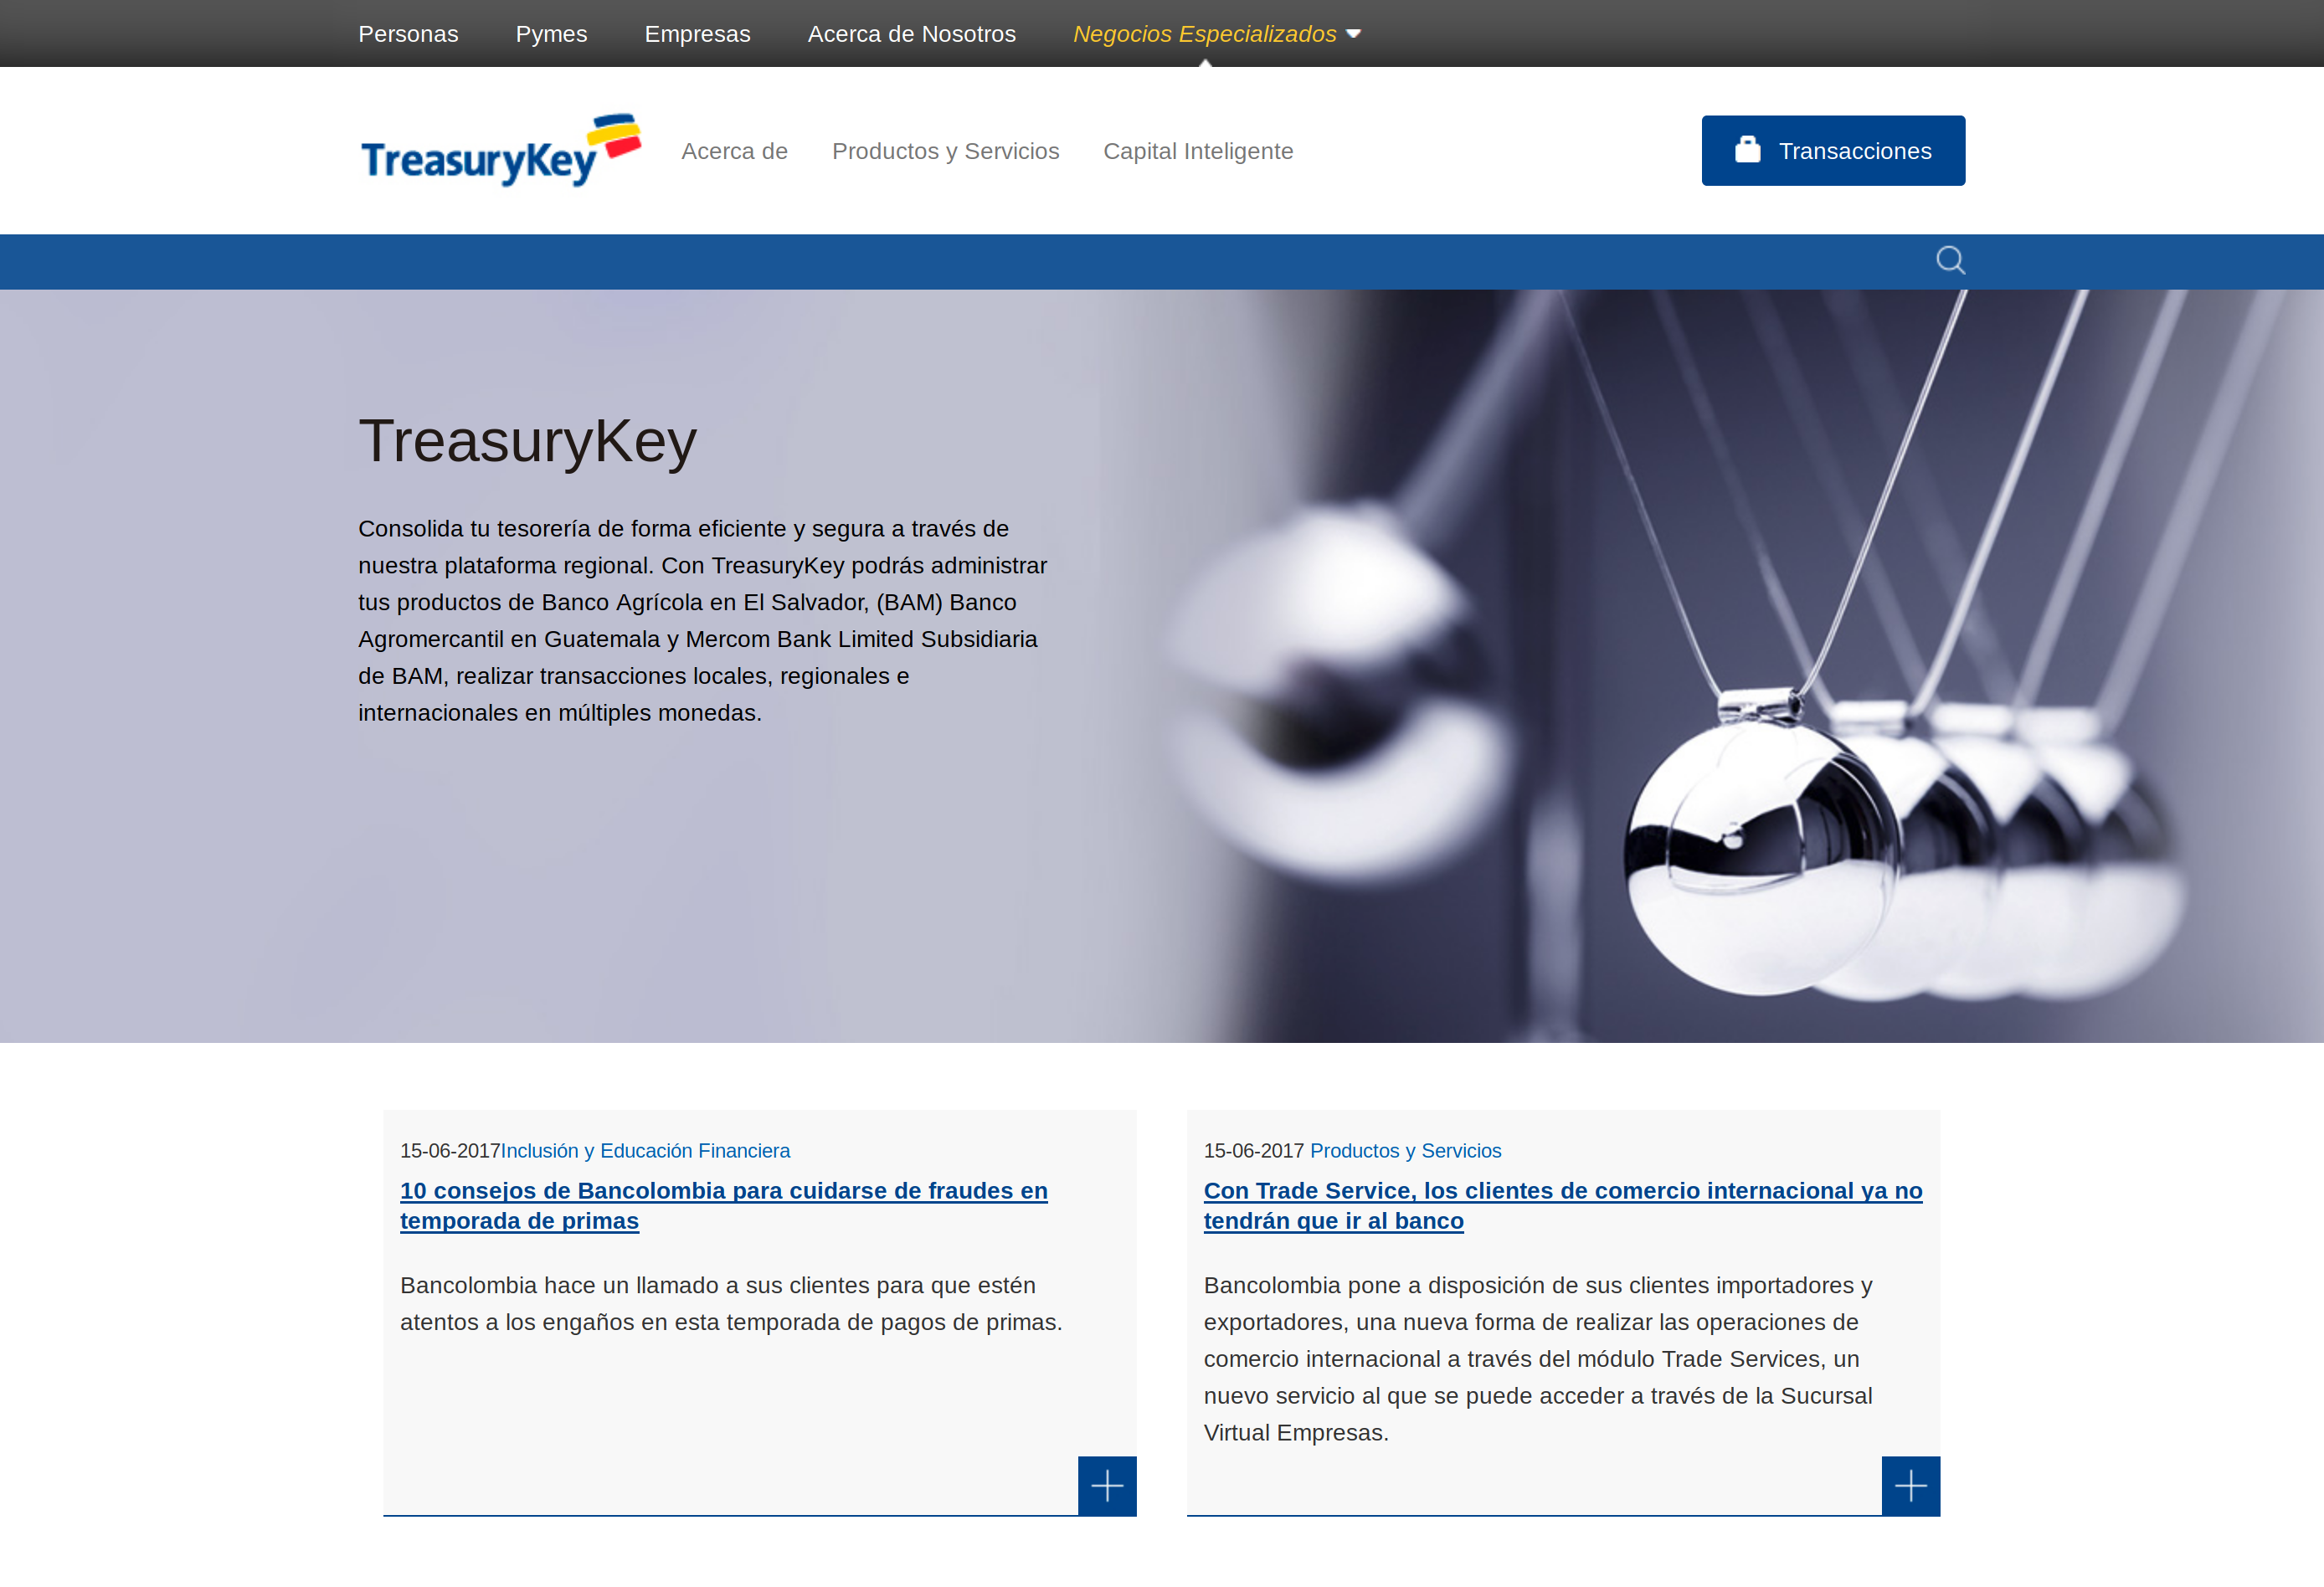 Personas Pymes Empresas Acerca de Nosotros Negocios Especializados
TreasuryKey Acerca de Productos y Servicios Capital Inteligente Transacciones
TreasuryKey
Consolida tu tesorería de forma eficiente y segura a través de
nuestra plataforma regional. Con TreasuryKey podrás administrar
tus productos de Banco Agrícola en El Salvador, (BAM) Banco
Agromercantil en Guatemala y Mercom Bank Limited Subsidiaria
de BAM, realizar transacciones locales, regionales e
internacionales en múltiples monedas.
15-06-2017Inclusión y Educación Financiera
10 consejos de Bancolombia para cuidarse de fraudes en
temporada de primas
Bancolombia hace un llamado a sus clientes para que estén
atentos a los engaños en esta temporada de pagos de primas.
15-06-2017 Productos y Servicios
Con Trade Service, los clientes de comercio internacional ya no
tendrán que ir al banco
Bancolombia pone a disposición de sus clientes importadores y
exportadores, una nueva forma de realizar las operaciones de
comercio internacional a través del módulo Trade Services, un
nuevo servicio al que se puede acceder a través de la Sucursal
Virtual Empresas.